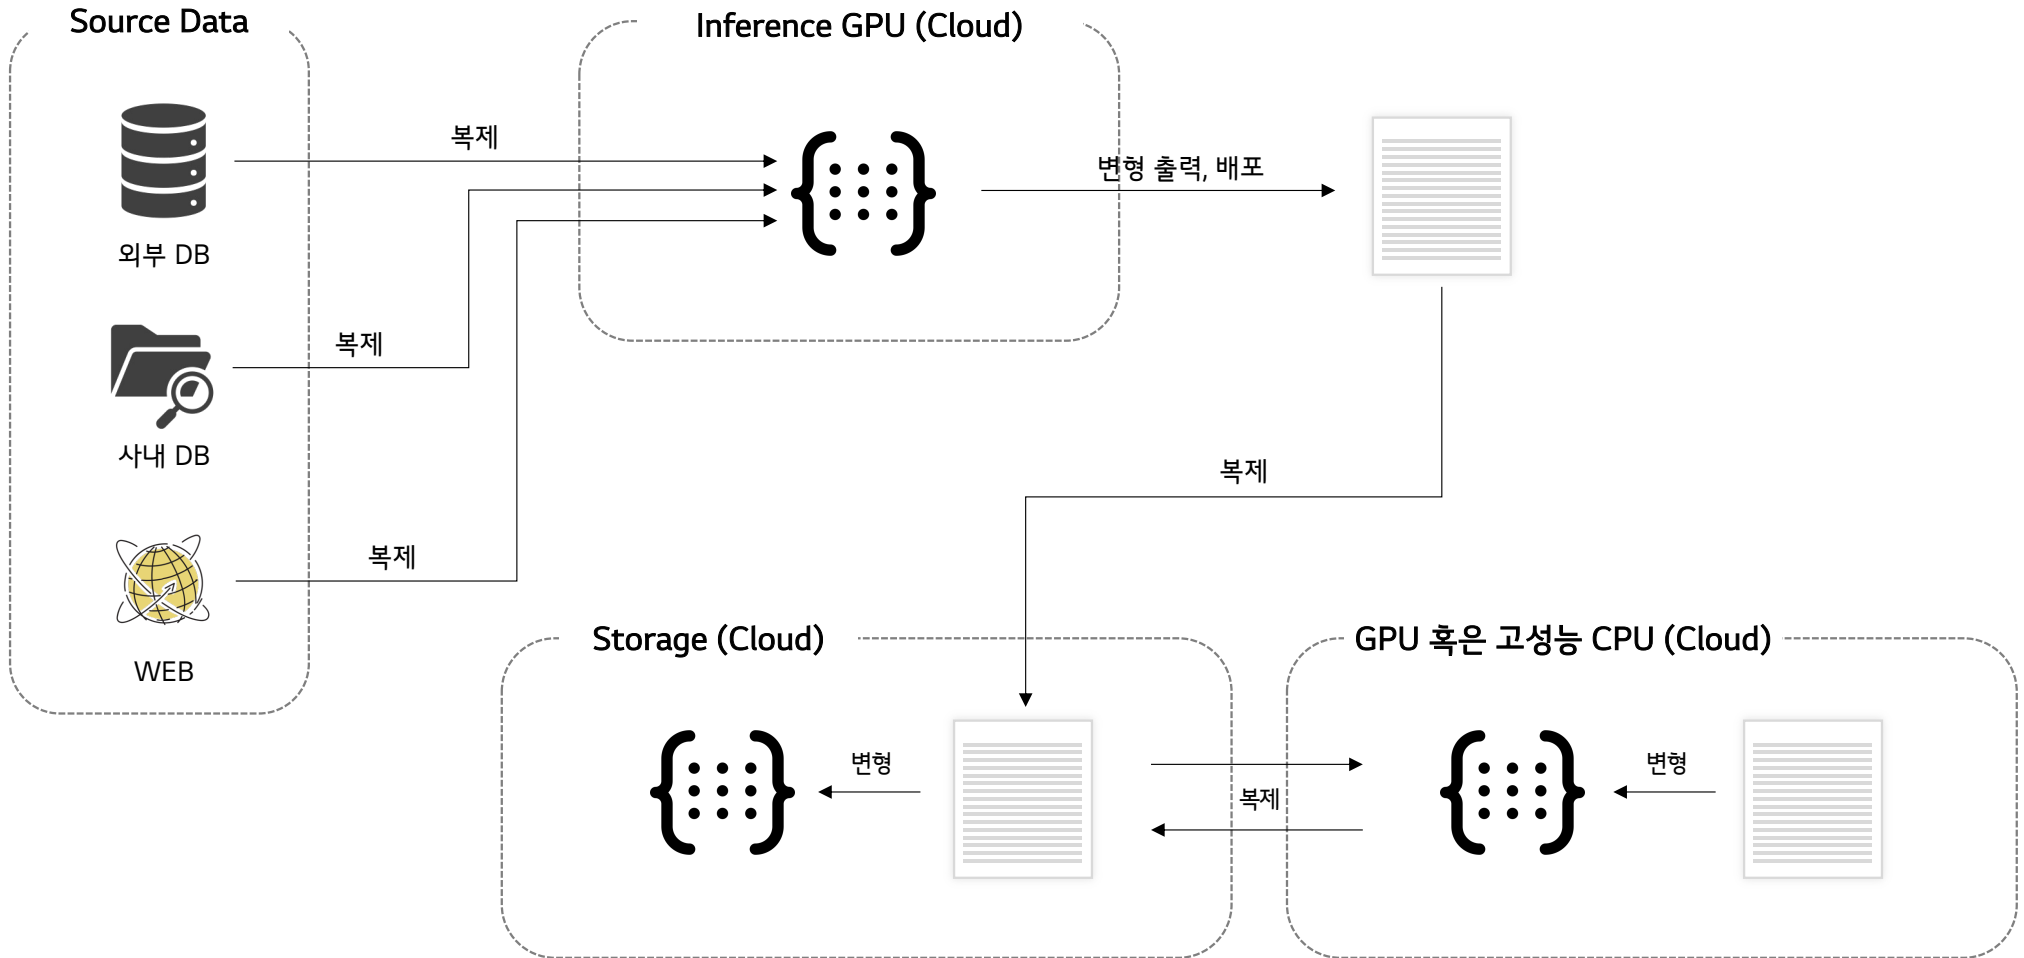 Source Data
Inference GPU (Cloud)
복제
변형 출력, 배포
외부 DB
복제
사내 DB
복제
복제
WEB
Storage (Cloud)
GPU 혹은 고성능 CPU (Cloud)
변형
복제
변형